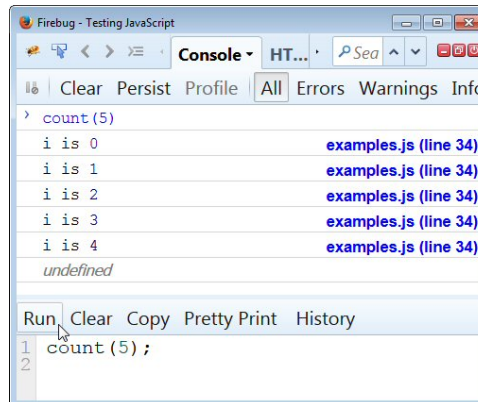 Firebug - Testing JavaScript
Console HT... Sea
Clear Persist Profile All Errors Warnings Info
count(5)
i is 0 examples.js (line 34)
i is 1 examples.js (line 34)
i is 2 examples.js (line 34)
i is 3 examples.js (line 34)
i is 4 examples.js (line 34)
undefined
Run Clear Copy Pretty Print History
1 count(5);
2